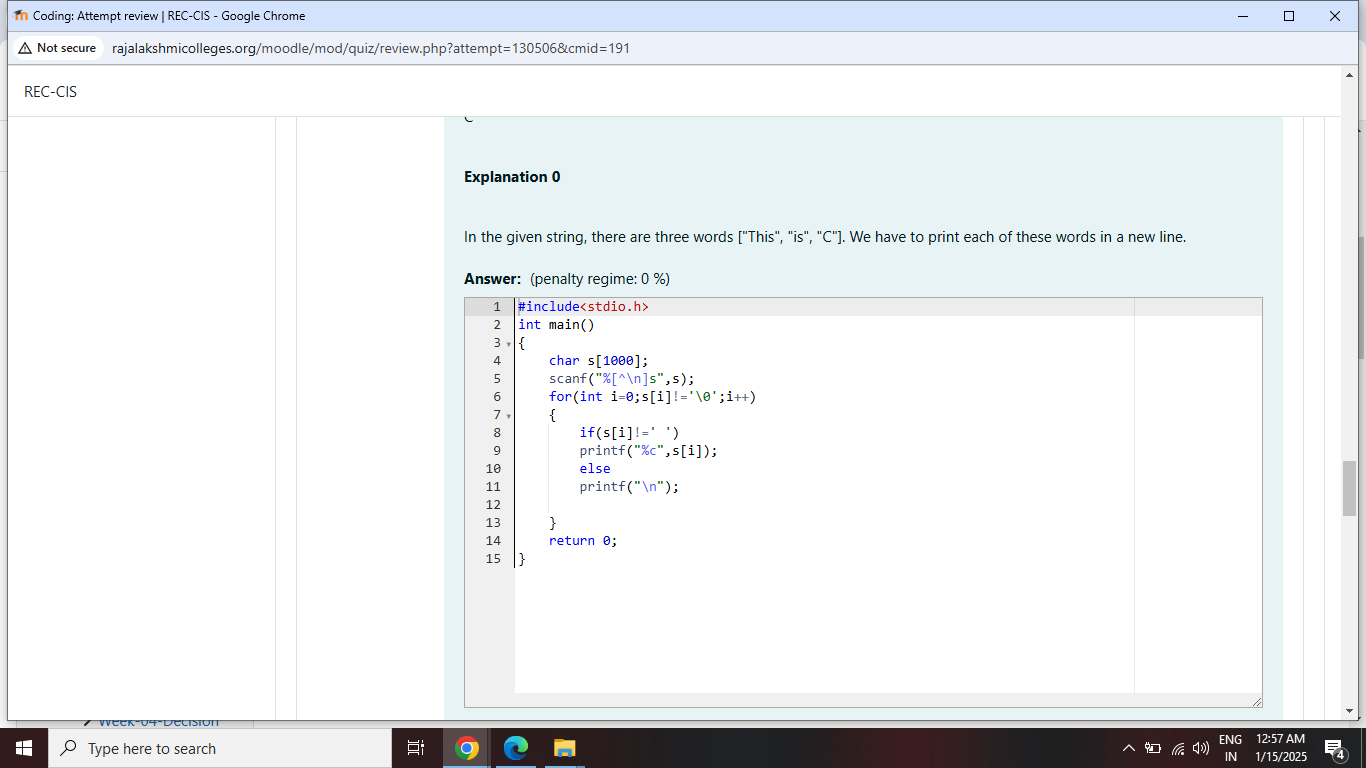 Coding: Attempt review | REC-CIS - Google Chrome
Not secure rajalakshmicolleges.org/moodle/mod/quiz/review.php?attempt=130506&cmid=191
REC-CIS
C
Explanation 0
In the given string, there are three words ["This", "is", "C"]. We have to print each of these words in a new line.
Answer: (penalty regime: 0 %)
1 #include<stdio.h>
2 int main()
3 {
4     char s[1000];
5     scanf("%[^\n]s",s);
6     for(int i=0;s[i]!='\0';i++)
7     {
8         if(s[i]!=' ')
9         printf("%c",s[i]);
10         else
11         printf("\n");
12
13     }
14     return 0;
15 }
Week-04-Decision
Type here to search
ENG
IN
12:57 AM
1/15/2025
4